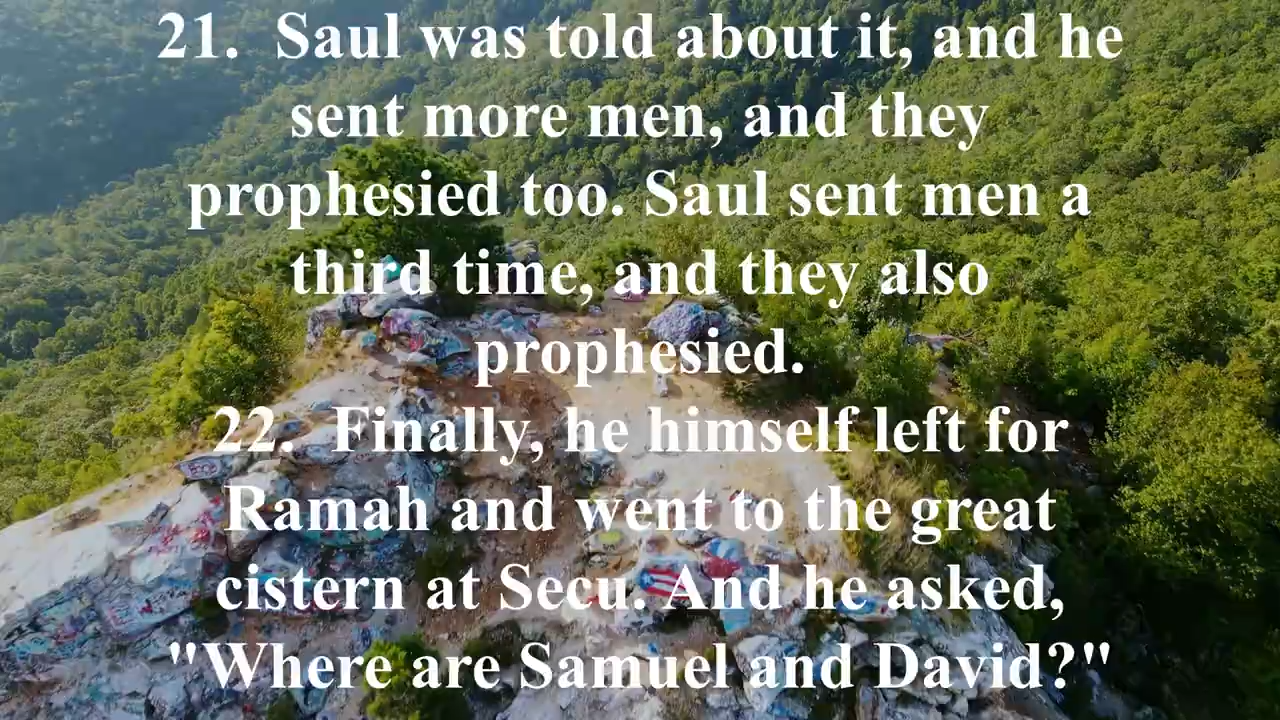 21.  Saul was told about it, and he
sent more men, and they
prophesied too. Saul sent men a
third time, and they also
prophesied.
22.  Finally, he himself left for
Ramah and went to the great
cistern at Secu. And he asked,
"Where are Samuel and David?"